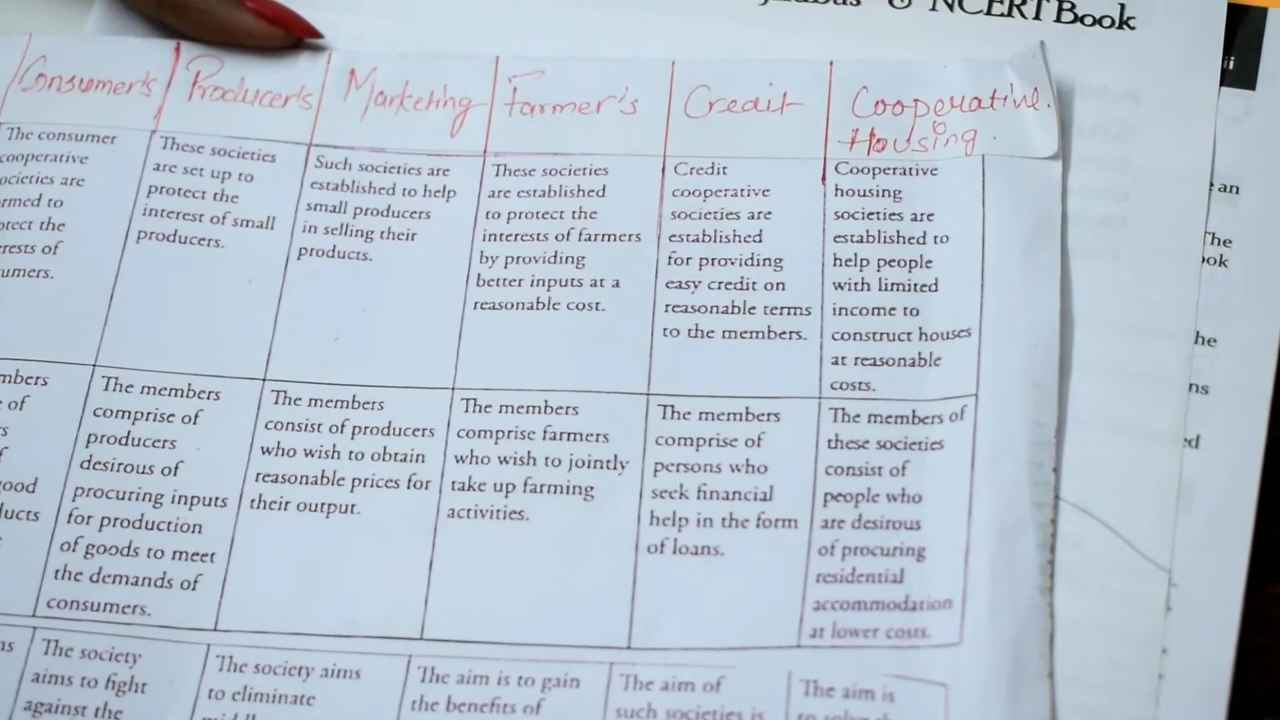 & NCERT Book
Consumer's
Producer's
Marketing
Farmer's
Credit
Cooperative
Housing
The consumer
cooperative
ocieties are
rmed to
otect the
rests of
umers.
These societies
are set up to
protect the
interest of small
producers.
Such societies are
established to help
small producers
in selling their
products.
These societies
are established
to protect the
interests of farmers
by providing
better inputs at a
reasonable cost.
Credit
cooperative
societies are
established
for providing
easy credit on
reasonable terms
to the members.
Cooperative
housing
societies are
established to
help people
with limited
income to
construct houses
at reasonable
costs.
mbers
of
good
ducts
The members
comprise of
producers
desirous of
procuring inputs
for production
of goods to meet
the demands of
consumers.
The members
consist of producers
who wish to obtain
reasonable prices for
their output.
The members
comprise farmers
who wish to jointly
take up farming
activities.
The members
comprise of
persons who
seek financial
help in the form
of loans.
The members of
these societies
consist of
people who
are desirous
of procuring
residential
accommodation
at lower costs.
The society
aims to fight
against the
The society aims
to eliminate
The aim is to gain
the benefits of
The aim of
such societies is
The aim is
ii
an
The
ook
he
ns
ed